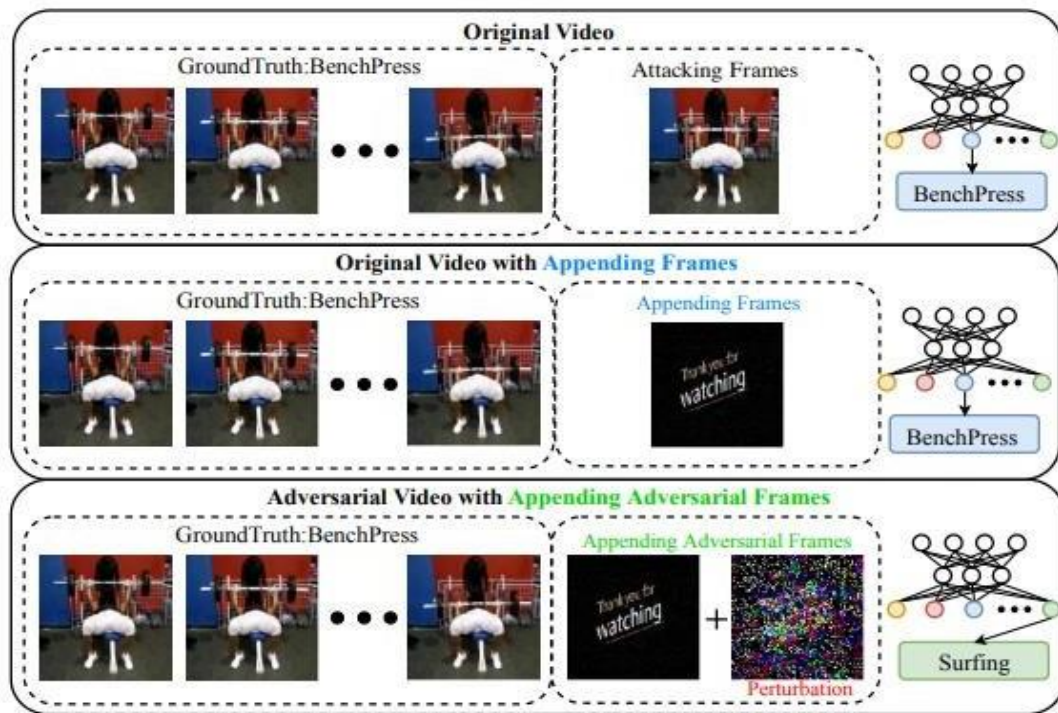 Original Video
GroundTruth:BenchPress
Attacking Frames
BenchPress
Original Video with Appending Frames
GroundTruth:BenchPress
Appending Frames
Thank you for
watching
BenchPress
Adversarial Video with Appending Adversarial Frames
GroundTruth:BenchPress
Appending Adversarial Frames
Thank you for
watching
+
Perturbation
Surfing